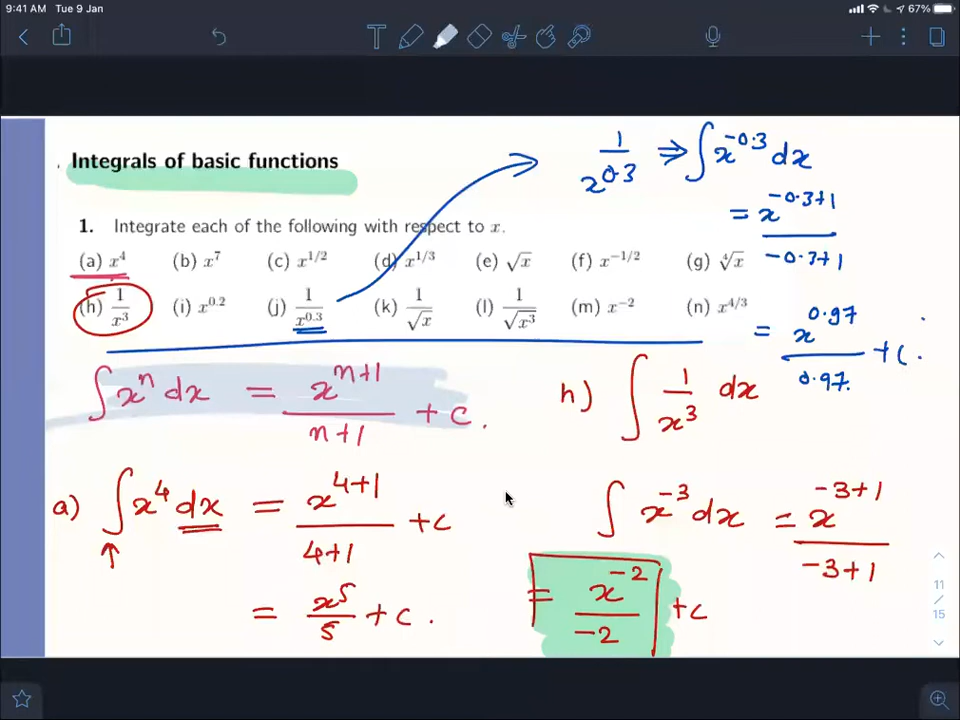 9:41 AM Tue 9 Jan 67%
Integrals of basic functions
1. Integrate each of the following with respect to x.
(a) x^4 (b) x^7 (c) x^{1/2} (d) x^{1/3} (e) √x (f) x^{-1/2} (g) ∜x
(h) 1/x^3 (i) x^{0.2} (j) 1/x^{0.3} (k) 1/√x (l) 1/√x^3 (m) x^{-2} (n) x^{4/3}
1/x^{0.3} ⇒ ∫x^{-0.3} dx
= x^{-0.3+1}/-0.3+1
= x^{0.97}/0.97. + c.
∫x^n dx = x^{n+1}/n+1 + c.
a) ∫x^4 dx = x^{4+1}/4+1 + c
= x^5/5 + c.
h) ∫ 1/x^3 dx
∫ x^{-3} dx = x^{-3+1}/-3+1
= x^{-2}/-2 + c
11
/
15